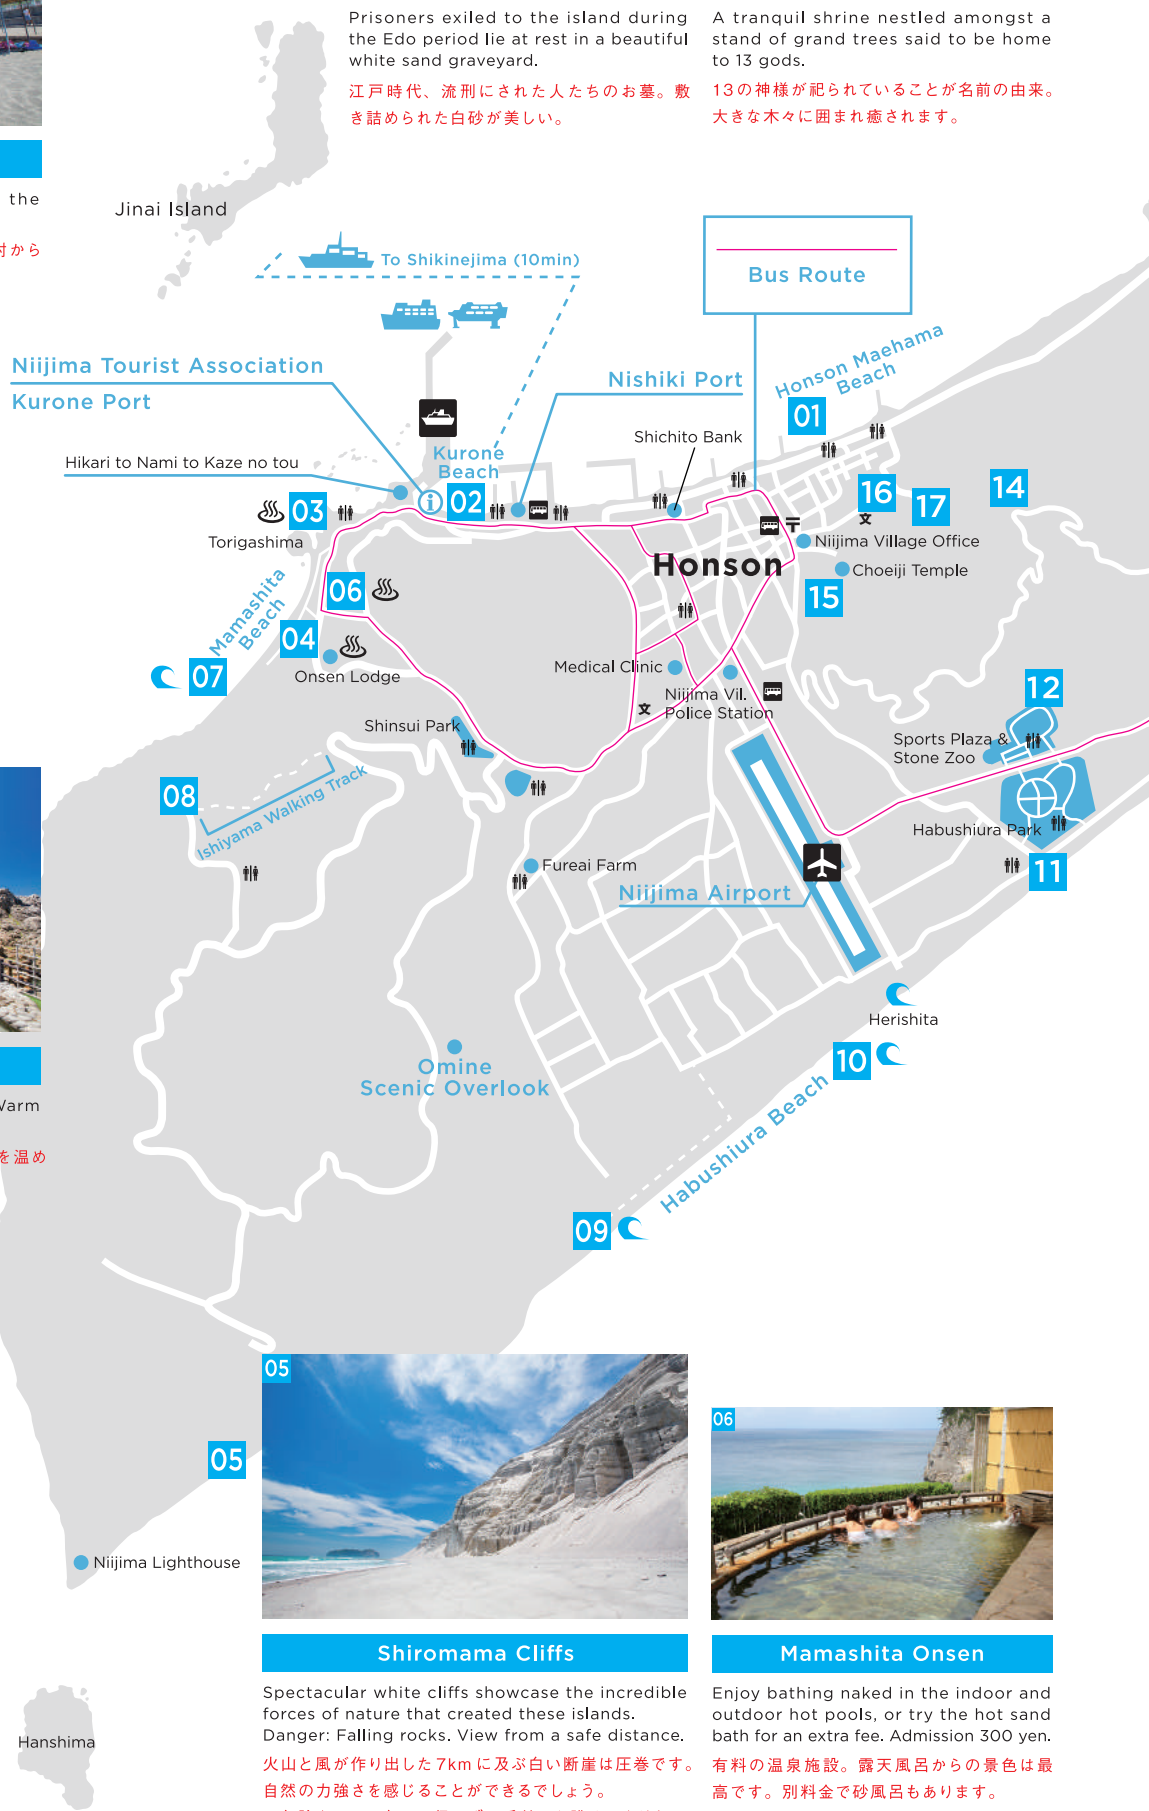 Prisoners exiled to the island during
the Edo period lie at rest in a beautiful
white sand graveyard.
江戸時代、流刑にされた人たちのお墓。敷
き詰められた白砂が美しい。
A tranquil shrine nestled amongst a
stand of grand trees said to be home
to 13 gods.
13の神様が祀られていることが名前の由来。
大きな木々に囲まれ癒されます。
the
村から
Jinai Island
To Shikinejima (10min)
Bus Route
Niijima Tourist Association
Kurone Port
Nishiki Port
Honson Maehama
Beach
01
Shichito Bank
Hikari to Nami to Kaze no tou
Kurone
Beach
02
03
Torigashima
16
17
14
Niijima Village Office
Honson
Choeiji Temple
15
06
Mamashita
Beach
04
Onsen Lodge
07
Medical Clinic
文
文
〒
Niijima Vil.
Police Station
12
Shinsui Park
Sports Plaza &
Stone Zoo
08
Ishiyama Walking Track
Habushiura Park
11
Fureai Farm
Niijima Airport
Herishita
10
Omine
Scenic Overlook
Habushiura Beach
09
Warm
を温め
05
Niijima Lighthouse
Hanshima
05
Shiromama Cliffs
Spectacular white cliffs showcase the incredible
forces of nature that created these islands.
Danger: Falling rocks. View from a safe distance.
火山と風が作り出した7kmに及ぶ白い断崖は圧巻です。
自然の力強さを感じることができるでしょう。
06
Mamashita Onsen
Enjoy bathing naked in the indoor and
outdoor hot pools, or try the hot sand
bath for an extra fee. Admission 300 yen.
有料の温泉施設。露天風呂からの景色は最
高です。別料金で砂風呂もあります。